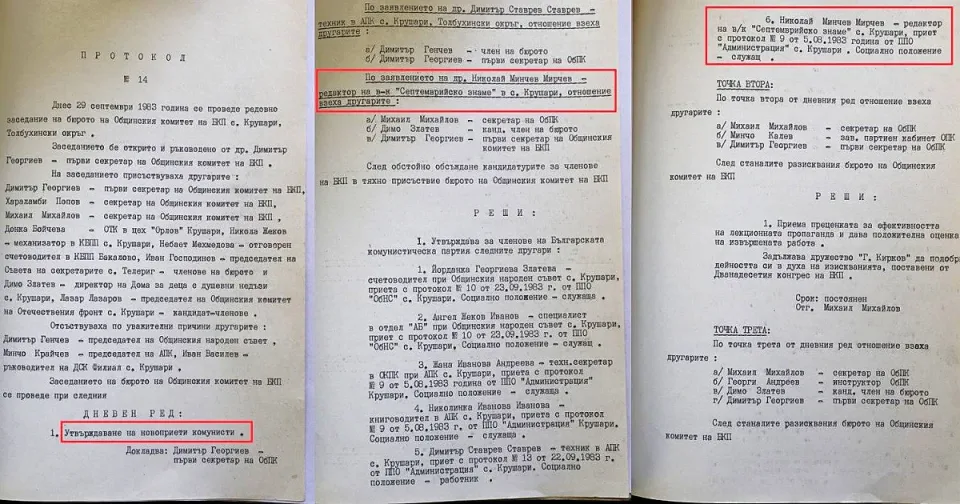 П Р О Т О К О Л
№ 14
Днес 29 септември 1983 година се проведе редовно
заседание на бюрото на Общинския комитет на БКП с. Крушари,
Толбухински окръг .
Заседанието бе открито и ръководено от др. Димитър
Георгиев – първи секретар на Общинския комитет на БКП.
На заседанието присъствуваха другарите :
Димитър Георгиев – първи секретар на Общинския комитет на БКП,
Хараламби Попов – секретар на Общинския комитет на БКП ,
Михаил Михайлов – секретар на Общинския комитет на БКП ,
Денка Бойчева – ОТК в цех "Орлов" Крушари, Никола Жеков
– механизатор в КБПП с. Крушари, Небает Мехмедова – отговорен
счетоводител в КБПП Бакалово, Иван Господинов – председател на
Съвета на секретарите с. Телериг – членове на бюрото и
Димо Златев – директор на Дома за деца с душевни недъзи
с. Крушари, Лазар Лазаров – председател на Общинския комитет
на Отечествения фронт с. Крушари – кандидат–членове .
Отсъствуваха по уважителни причини другарите :
Димитър Генчев – председател на Общинския народен съвет ,
Минчо Крайчев – председател на АПК, Иван Василев –
ръководител на ДСК Филиал с. Крушари .
Заседанието на бюрото на Общинския комитет на БКП
се проведе при следния
Д Н Е В Е Н Р Е Д :
1. Утвърждаване на новоприети комунисти .
Докладва: Димитър Георгиев –
първи секретар на ОбПК
По заявлението на др. Димитър Ставрев Ставрев –
техник в АПК с. Крушари, Толбухински окръг, отношение взеха
другарите :
а/ Димитър Генчев – член на бюрото
б/ Димитър Георгиев – първи секретар на ОбПК
По заявлението на др. Николай Минчев Мирчев –
редактор на в–к "Септемврийско знаме" в с. Крушари, отношение
взеха другарите :
а/ Михаил Михайлов – секретар на ОбПК
б/ Димо Златев – канд. член на бюрото
в/ Димитър Георгиев – първи секретар на Общинския
комитет на БКП
След обстойно обсъждане кандидатурите за членове
на БКП в тяхно присъствие бюрото на Общинския комитет на БКП
Р Е Ш И :
I. Утвърждава за членове на Българската
комунистическа партия следните другари :
1. Йорданка Георгиева Златева –
счетоводител при Общинския народен съвет с. Крушари,
приета с протокол № 10 от 23.09.1983 г. от ППО
"ОбНС" с. Крушари. Социално положение – служаща .
2. Ангел Жеков Иванов – специалист
в отдел "АБ" при Общинския народен съвет с. Крушари,
приет с протокол № 10 от 23.09.1983 г. от ППО
"ОбНС" с. Крушари. Социално положение – служащ .
3. Жана Иванова Андреева – техн.секретар
в ОКПП при АПК с. Крушари, приета с протокол
№ 9 от 5.08.1983 година от ППО "Администрация"
с. Крушари. Социално положение – служаща .
4. Николинка Иванова Иванова –
книговодител в АПК с. Крушари, приета с протокол
№ 9 от 5.08.1983 г. от ППО "Администрация" Крушари.
Социално положение – служаща .
5. Димитър Ставрев Ставрев – техник в АПК
с. Крушари, приет с протокол № 13 от 22.09.1983 г.
от ППО "Администрация" с. Крушари. Социално
положение – работник .
6. Николай Минчев Мирчев – редактор
на в/к "Септемврийско знаме" с. Крушари, приет
с протокол № 9 от 5.08.1983 година от ППО
"Администрация" с. Крушари . Социално положение
– служащ .
ТОЧКА ВТОРА:
По точка втора от дневния ред отношение взеха
другарите :
а/ Михаил Михайлов – секретар на ОбПК
б/ Минчо Калев – зав. партиен кабинет ОПК
в/ Димитър Георгиев – първи секретар на ОбПК
След станалите разисквания бюрото на Общинския
комитет на БКП
Р Е Ш И :
1. Приема преценката за ефективността
на лекционната пропаганда и дава положителна оценка
на извършената работа .
Задължава дружество "Г. Кирков" да подобри
дейността си в духа на изискванията, поставени от
Дванадесетия конгрес на БКП .
Срок: постоянен
Отг. Михаил Михайлов
ТОЧКА ТРЕТА:
По точка трета от дневния ред отношение взеха
другарите :
а/ Михаил Михайлов – секретар на ОбПК
б/ Георги Андреев – инструктор ОбПК
в/ Димо Златев – канд. член на бюрото
г/ Димитър Георгиев – първи секретар на ОбПК
След станалите разисквания бюрото на Общинския
комитет на БКП